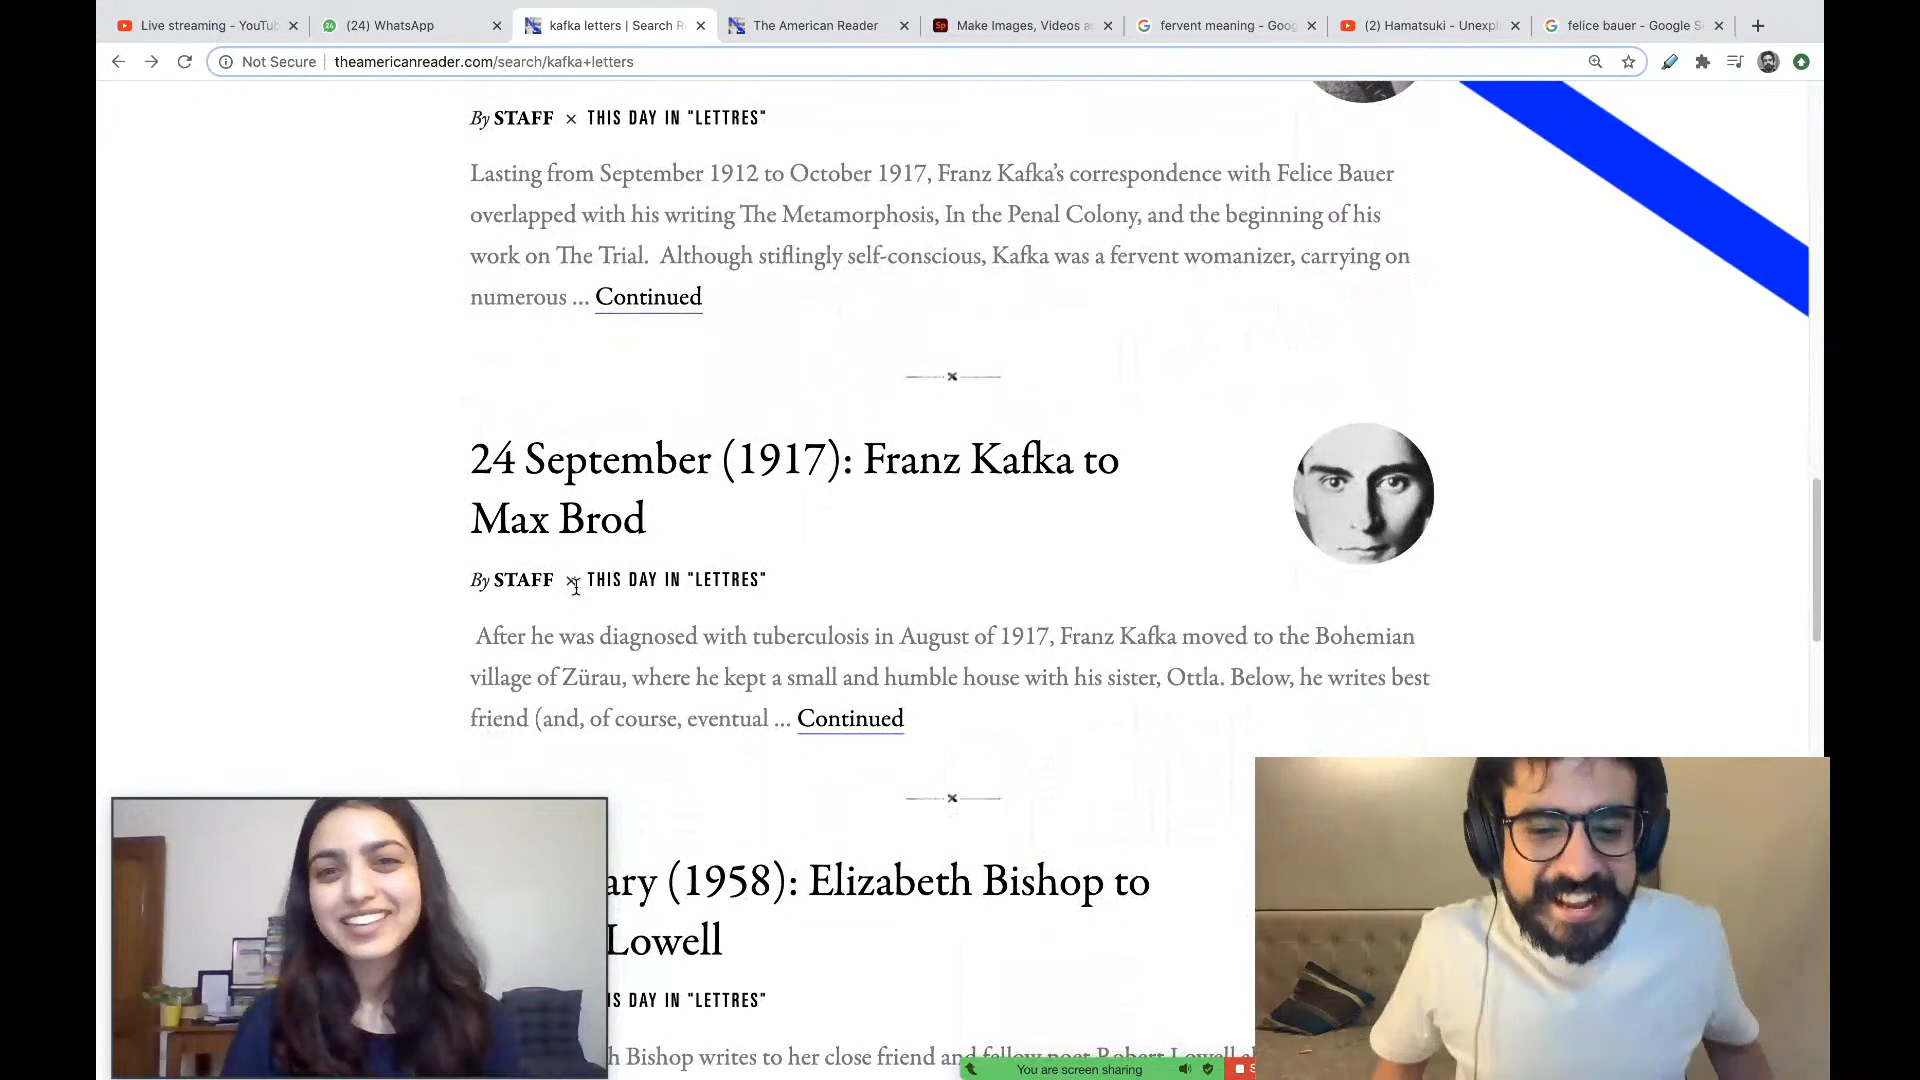 Live streaming - YouTu
(24) WhatsApp
kafka letters | Search R
The American Reader
Make Images, Videos a
fervent meaning - Goog
(2) Hamatsuki - Unexpl
felice bauer - Google S
Not Secure
theamericanreader.com/search/kafka+letters
By STAFF × THIS DAY IN "LETTRES"
Lasting from September 1912 to October 1917, Franz Kafka's correspondence with Felice Bauer
overlapped with his writing The Metamorphosis, In the Penal Colony, and the beginning of his
work on The Trial. Although stiflingly self-conscious, Kafka was a fervent womanizer, carrying on
numerous ... Continued
24 September (1917): Franz Kafka to
Max Brod
By STAFF × THIS DAY IN "LETTRES"
After he was diagnosed with tuberculosis in August of 1917, Franz Kafka moved to the Bohemian
village of Zürau, where he kept a small and humble house with his sister, Ottla. Below, he writes best
friend (and, of course, eventual ... Continued
ary (1958): Elizabeth Bishop to
Lowell
IS DAY IN "LETTRES"
h Bishop writes to her close friend and fellow poet Robert Lowell
You are screen sharing